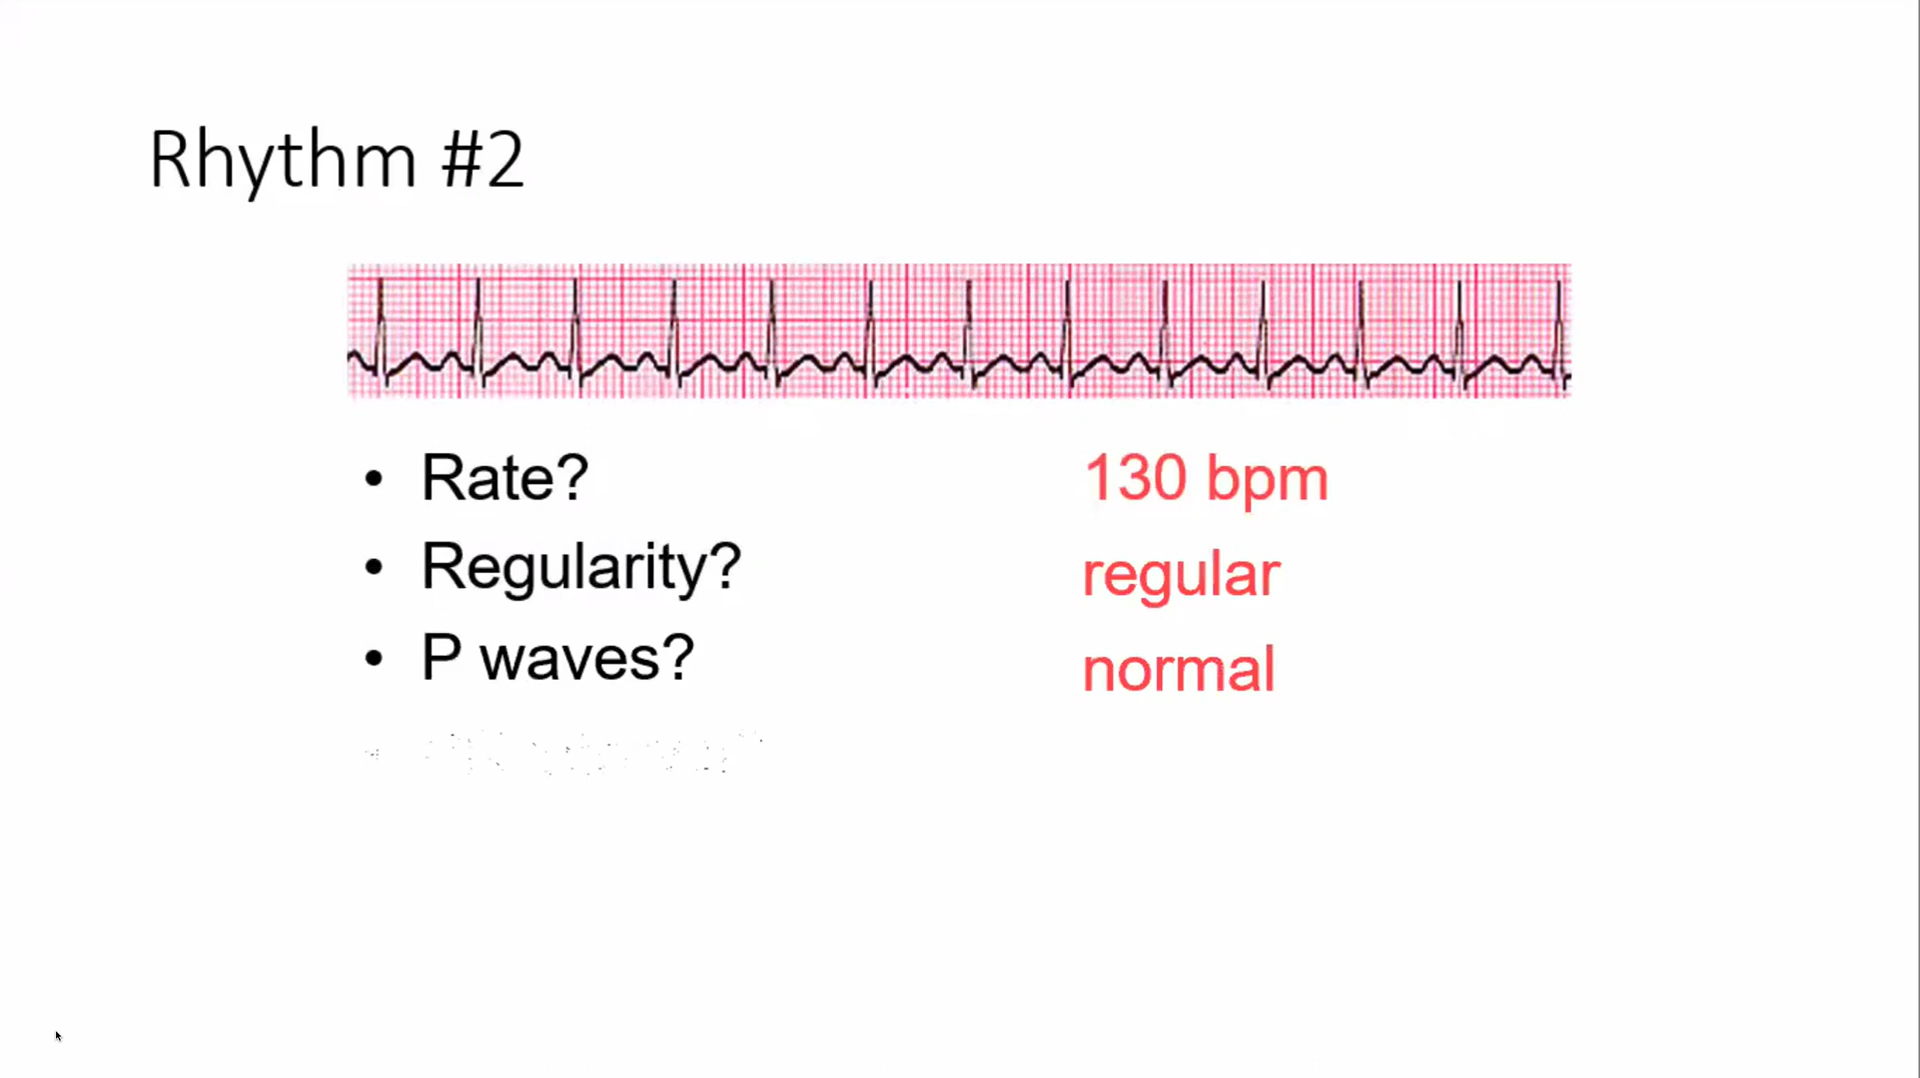 Rhythm #2
• Rate? 130 bpm
• Regularity? regular
• P waves? normal